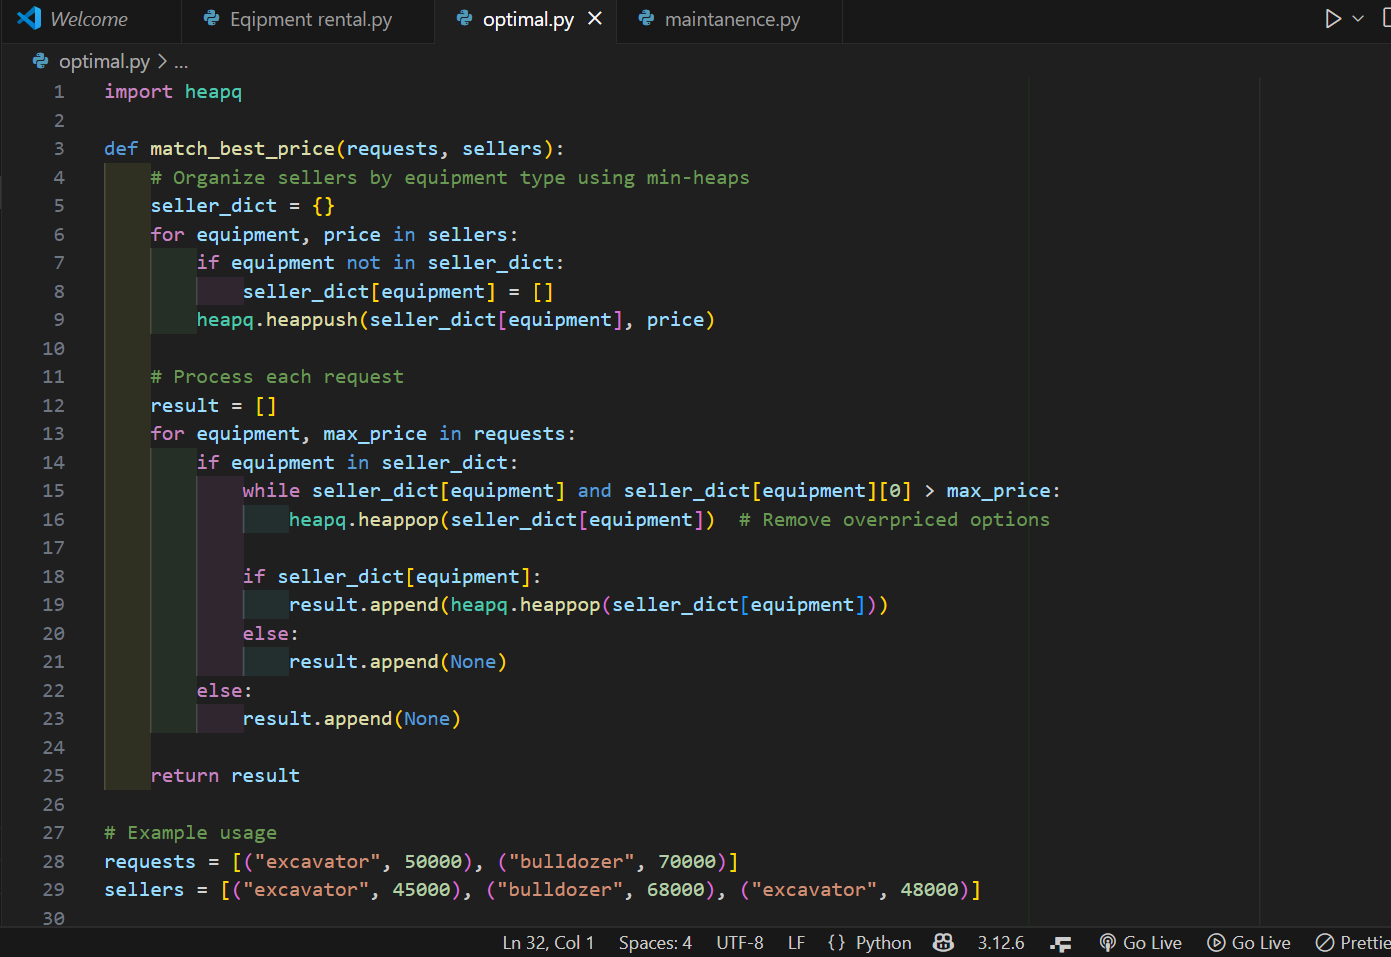 Welcome Eqipment rental.py optimal.py maintanence.py
optimal.py > ...
1 import heapq
2
3 def match_best_price(requests, sellers):
4     # Organize sellers by equipment type using min-heaps
5     seller_dict = {}
6     for equipment, price in sellers:
7         if equipment not in seller_dict:
8             seller_dict[equipment] = []
9         heapq.heappush(seller_dict[equipment], price)
10
11     # Process each request
12     result = []
13     for equipment, max_price in requests:
14         if equipment in seller_dict:
15             while seller_dict[equipment] and seller_dict[equipment][0] > max_price:
16                 heapq.heappop(seller_dict[equipment])  # Remove overpriced options
17
18             if seller_dict[equipment]:
19                 result.append(heapq.heappop(seller_dict[equipment]))
20             else:
21                 result.append(None)
22         else:
23             result.append(None)
24
25     return result
26
27 # Example usage
28 requests = [("excavator", 50000), ("bulldozer", 70000)]
29 sellers = [("excavator", 45000), ("bulldozer", 68000), ("excavator", 48000)]
30
Ln 32, Col 1 Spaces: 4 UTF-8 LF {} Python 3.12.6 Go Live Go Live Prettie